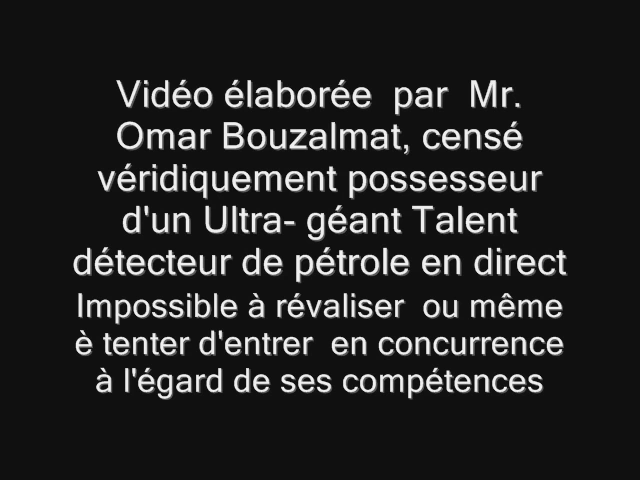 Vidéo élaborée  par  Mr.
Omar Bouzalmat, censé
véridiquement possesseur
d'un Ultra- géant Talent
détecteur de pétrole en direct
Impossible à révaliser  ou même
è tenter d'entrer  en concurrence
à l'égard de ses compétences